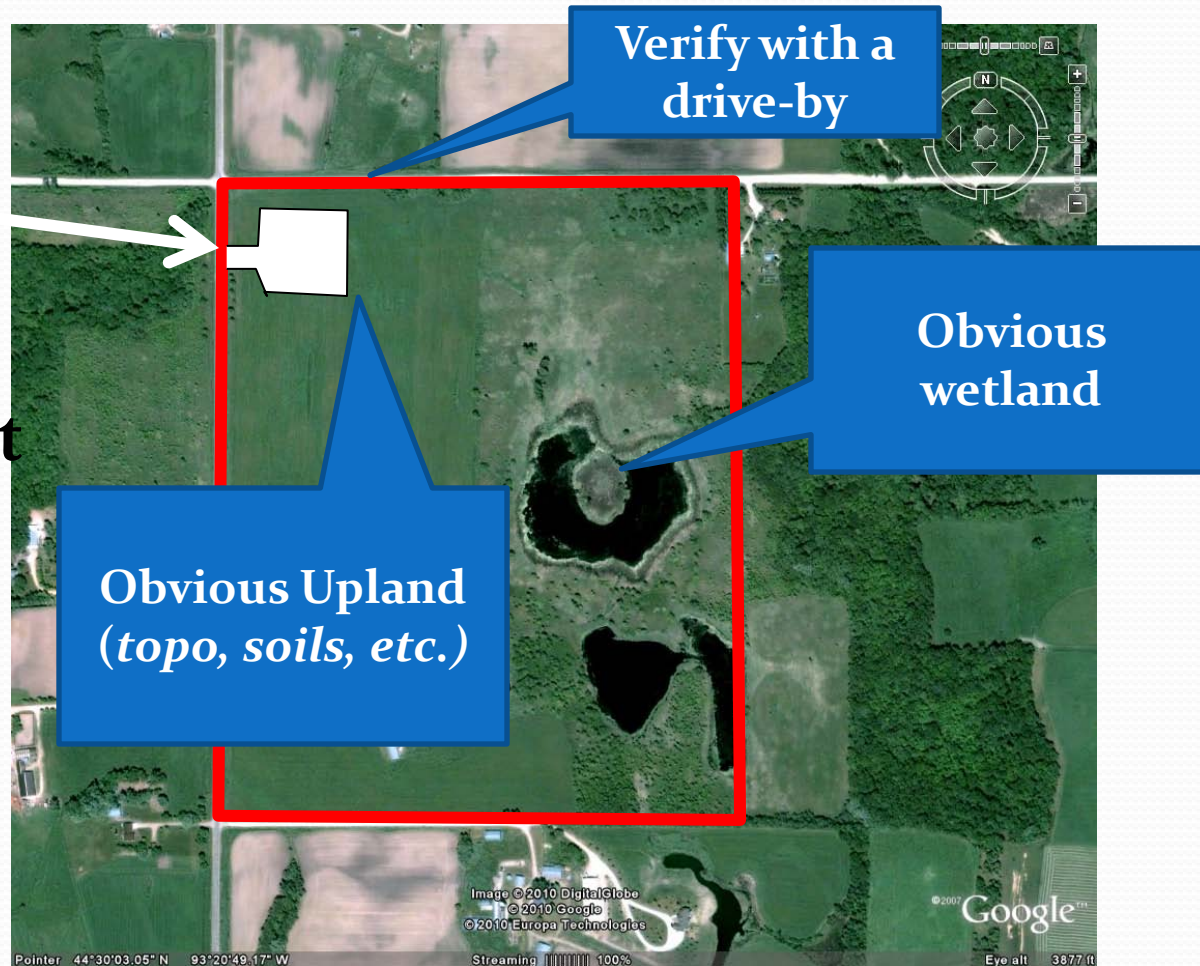 Verify with a
drive-by
N
Obvious
wetland
t
Obvious Upland
(topo, soils, etc.)
Image © 2010 DigitalGlobe
© 2010 Google
© 2010 Europa Technologies
©2007 Google™
Pointer 44°30'03.05" N 93°20'49.17" W Streaming |||||||||| 100% Eye alt 3877 ft